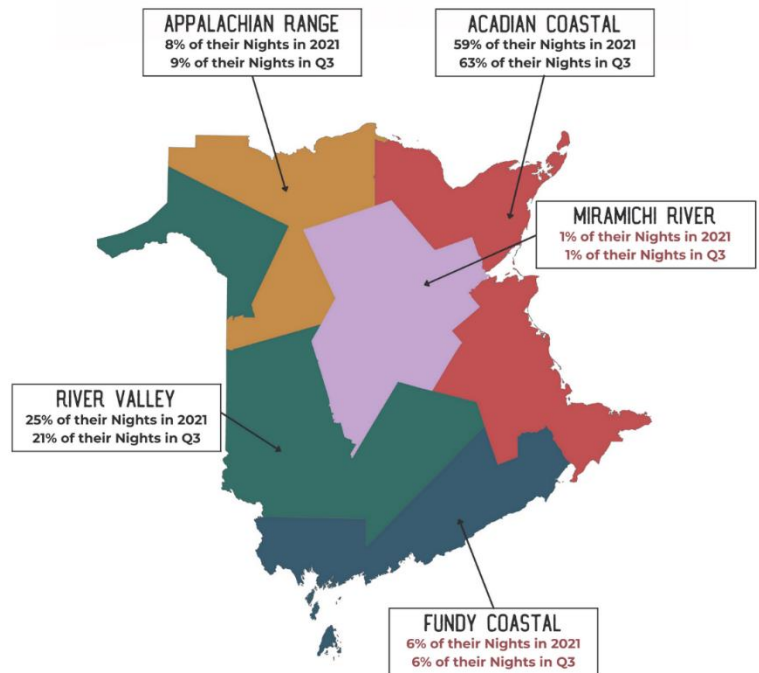 APPALACHIAN RANGE
8% of their Nights in 2021
9% of their Nights in Q3
ACADIAN COASTAL
59% of their Nights in 2021
63% of their Nights in Q3
MIRAMICHI RIVER
1% of their Nights in 2021
1% of their Nights in Q3
RIVER VALLEY
25% of their Nights in 2021
21% of their Nights in Q3
FUNDY COASTAL
6% of their Nights in 2021
6% of their Nights in Q3